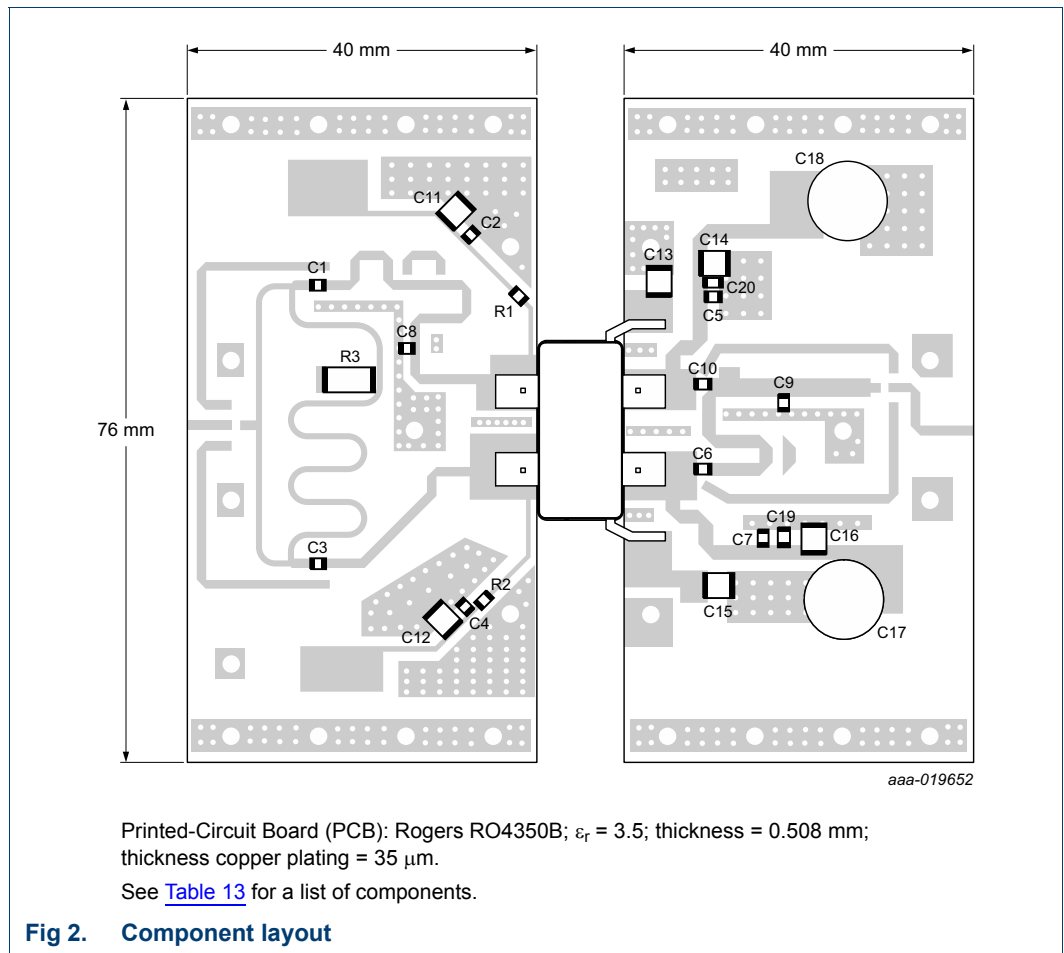 40 mm
40 mm
76 mm
C11
C2
C1
R1
C8
R3
C3
R2
C4
C12
C18
C14
C13
C20
C5
C10
C9
C6
C19
C7
C16
C15
C17
aaa-019652
Printed-Circuit Board (PCB): Rogers RO4350B; εr = 3.5; thickness = 0.508 mm;
thickness copper plating = 35 μm.
See Table 13 for a list of components.
Fig 2. Component layout